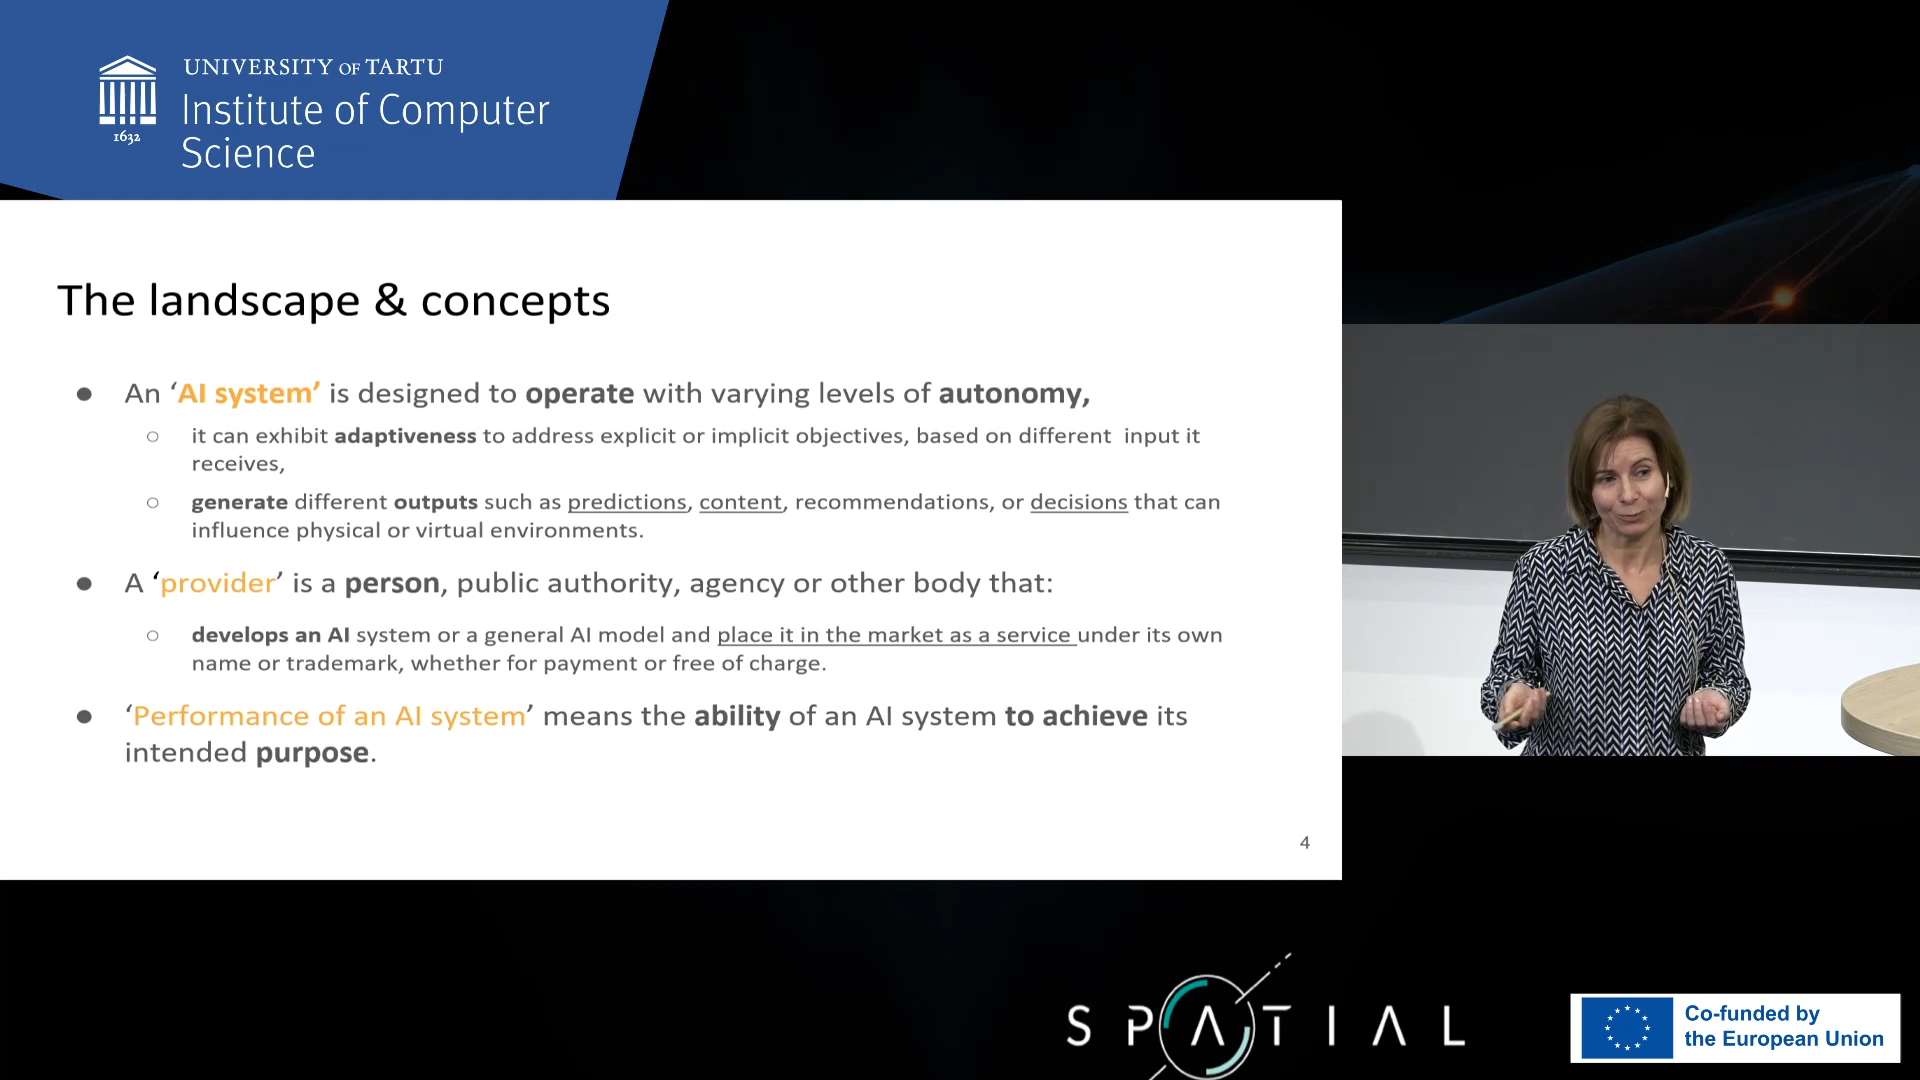 UNIVERSITY OF TARTU
Institute of Computer
Science
1632
The landscape & concepts
● An ‘AI system’ is designed to operate with varying levels of autonomy,
○ it can exhibit adaptiveness to address explicit or implicit objectives, based on different  input it
receives,
○ generate different outputs such as predictions, content, recommendations, or decisions that can
influence physical or virtual environments.
● A ‘provider’ is a person, public authority, agency or other body that:
○ develops an AI system or a general AI model and place it in the market as a service under its own
name or trademark, whether for payment or free of charge.
● ‘Performance of an AI system’ means the ability of an AI system to achieve its
intended purpose.
4
SPATIAL
Co-funded by
the European Union